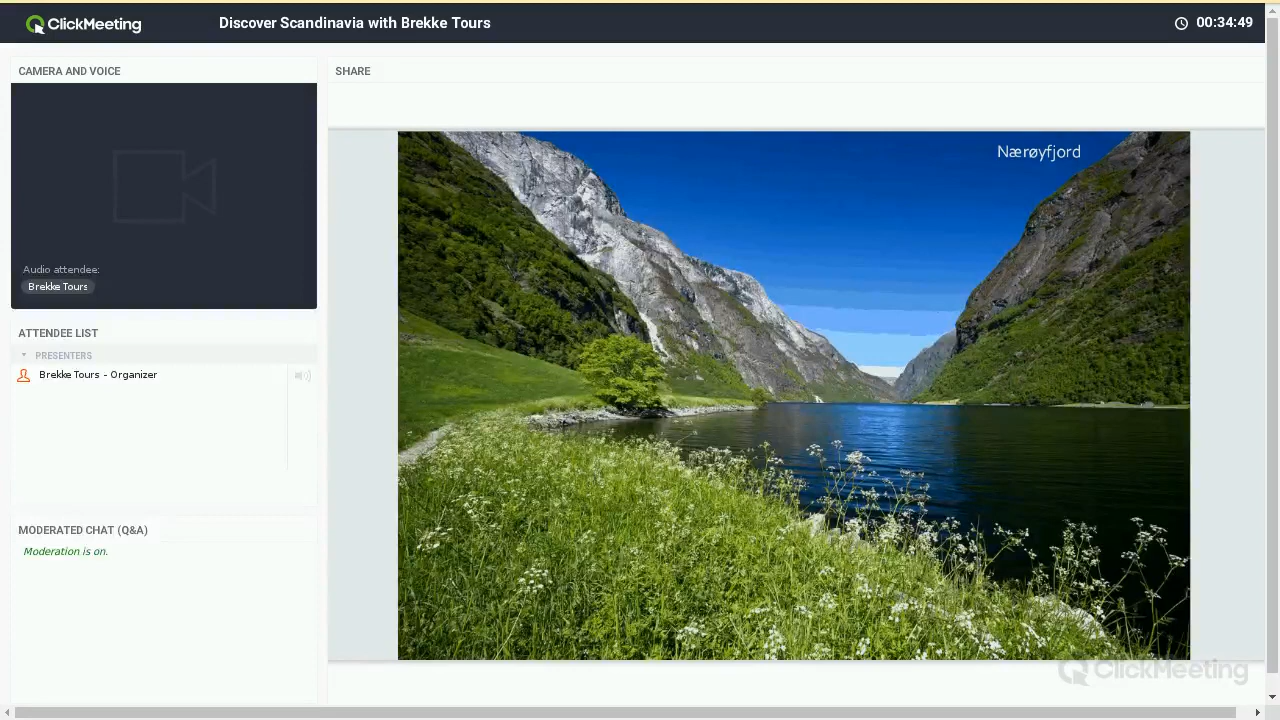 ClickMeeting
Discover Scandinavia with Brekke Tours
00:34:49
CAMERA AND VOICE
Audio attendee:
Brekke Tours
ATTENDEE LIST
PRESENTERS
Brekke Tours - Organizer
MODERATED CHAT (Q&A)
Moderation is on.
SHARE
Nærøyfjord
ClickMeeting